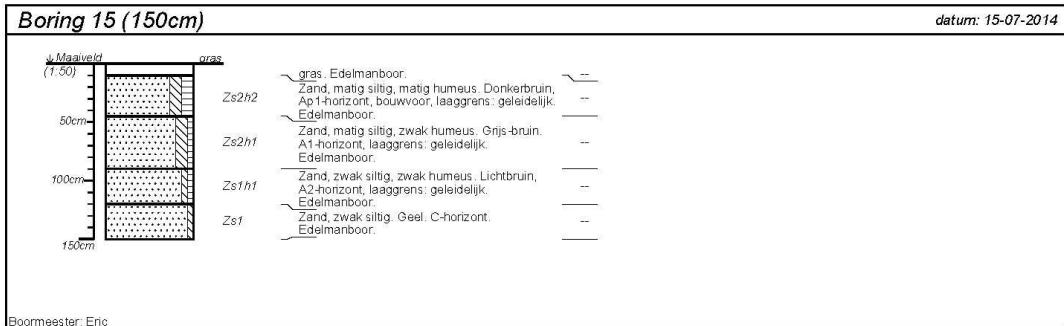 Boring 15 (150cm)
datum: 15-07-2014
Maaiveld
gras
(1:50)
gras. Edelmanboor.
--
Zs2h2
Zand, matig siltig, matig humeus. Donkerbruin,
Ap1-horizont, bouwvoor, laaggrens: geleidelijk.
Edelmanboor.
--
50cm
Zs2h1
Zand, matig siltig, zwak humeus. Grijs-bruin.
A1-horizont, laaggrens: geleidelijk.
Edelmanboor.
--
100cm
Zs1h1
Zand, zwak siltig, zwak humeus. Lichtbruin,
A2-horizont, laaggrens: geleidelijk.
Edelmanboor.
--
Zs1
Zand, zwak siltig. Geel. C-horizont.
Edelmanboor.
--
150cm
Boormeester: Eric